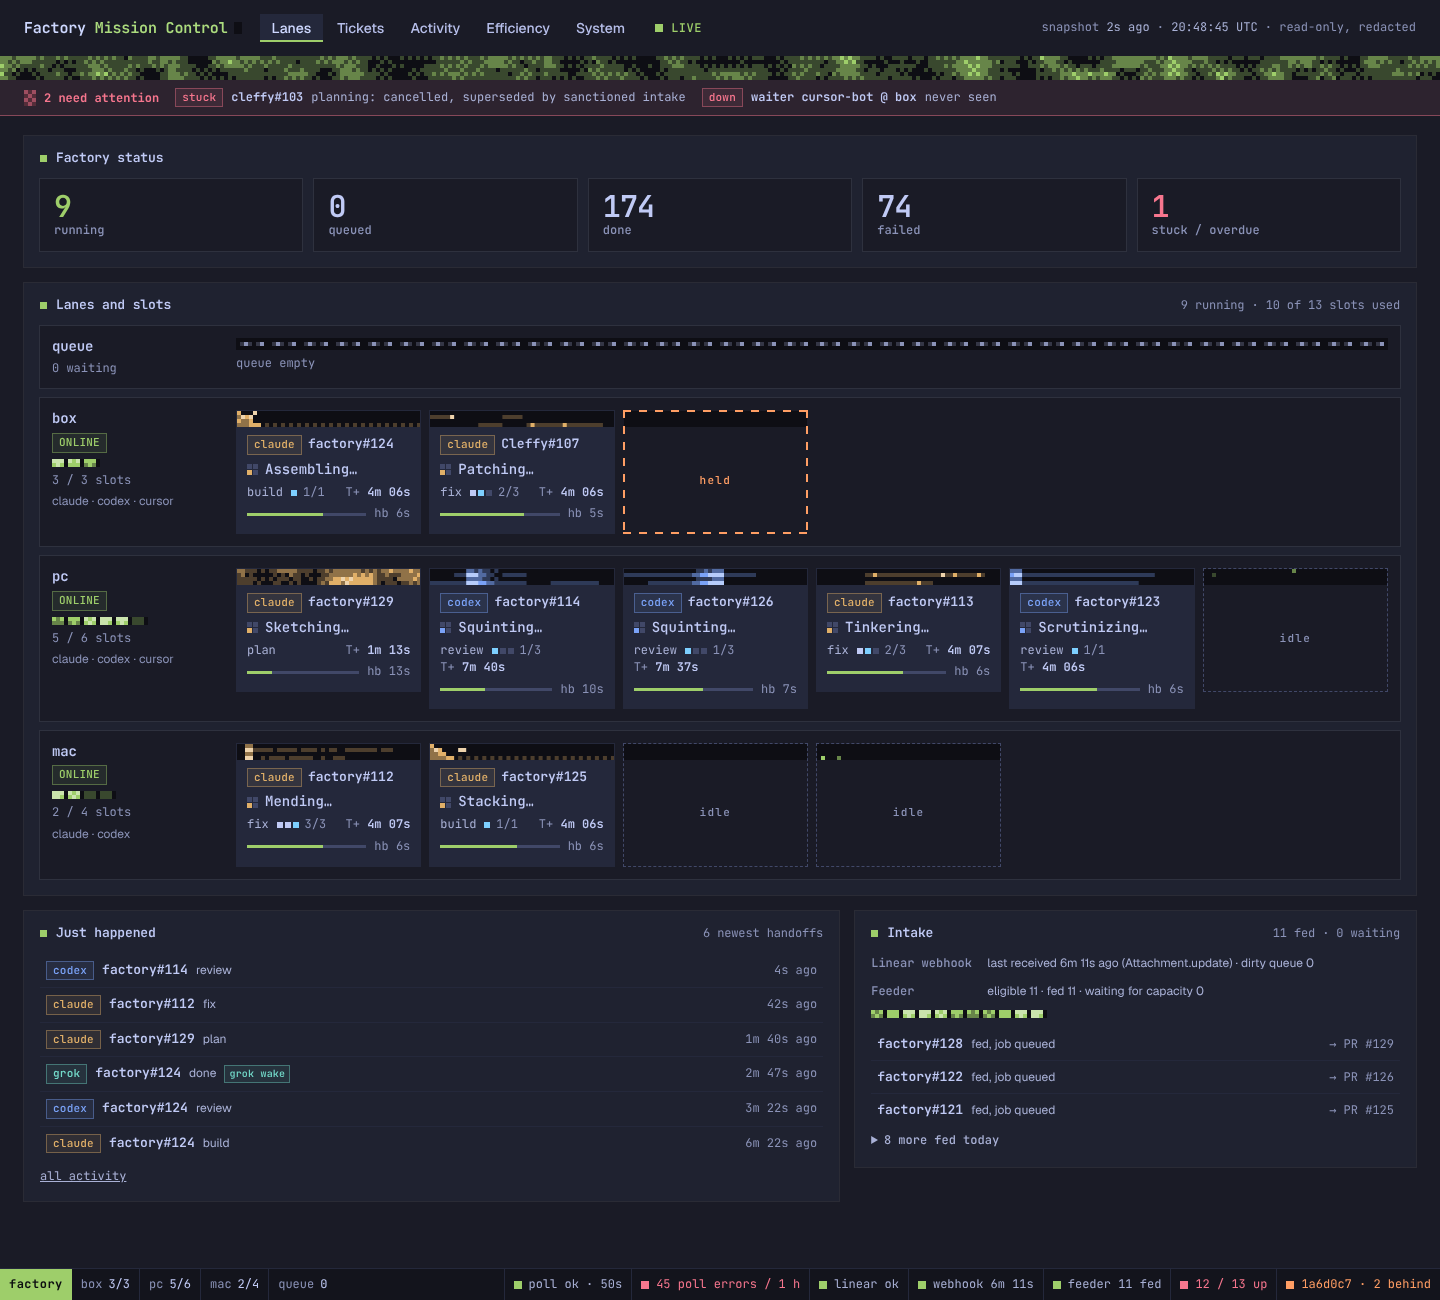 Factory Mission Control Lanes Tickets Activity Efficiency System LIVE snapshot 2s ago · 20:48:45 UTC · read-only, redacted
2 need attention stuck cleffy#103 planning: cancelled, superseded by sanctioned intake down waiter cursor-bot @ box never seen
Factory status
9 0 174 74 1
running queued done failed stuck / overdue
Lanes and slots 9 running · 10 of 13 slots used
queue
0 waiting queue empty
box
ONLINE
3 / 3 slots
claude · codex · cursor
claude factory#124
Assembling…
build 1/1 T+ 4m 06s
hb 6s
claude Cleffy#107
Patching…
fix 2/3 T+ 4m 06s
hb 5s
held
pc
ONLINE
5 / 6 slots
claude · codex · cursor
claude factory#129
Sketching…
plan T+ 1m 13s
hb 13s
codex factory#114
Squinting…
review 1/3
T+ 7m 40s
hb 10s
codex factory#126
Squinting…
review 1/3
T+ 7m 37s
hb 7s
claude factory#113
Tinkering…
fix 2/3 T+ 4m 07s
hb 6s
codex factory#123
Scrutinizing…
review 1/1
T+ 4m 06s
hb 6s
idle
mac
ONLINE
2 / 4 slots
claude · codex
claude factory#112
Mending…
fix 3/3 T+ 4m 07s
hb 6s
claude factory#125
Stacking…
build 1/1 T+ 4m 06s
hb 6s
idle
idle
Just happened 6 newest handoffs
codex factory#114 review 4s ago
claude factory#112 fix 42s ago
claude factory#129 plan 1m 40s ago
grok factory#124 done grok wake 2m 47s ago
codex factory#124 review 3m 22s ago
claude factory#124 build 6m 22s ago
all activity
Intake 11 fed · 0 waiting
Linear webhook last received 6m 11s ago (Attachment.update) · dirty queue 0
Feeder eligible 11 · fed 11 · waiting for capacity 0
factory#128 fed, job queued → PR #129
factory#122 fed, job queued → PR #126
factory#121 fed, job queued → PR #125
▶ 8 more fed today
factory box 3/3 pc 5/6 mac 2/4 queue 0 poll ok · 50s 45 poll errors / 1 h linear ok webhook 6m 11s feeder 11 fed 12 / 13 up 1a6d0c7 · 2 behind